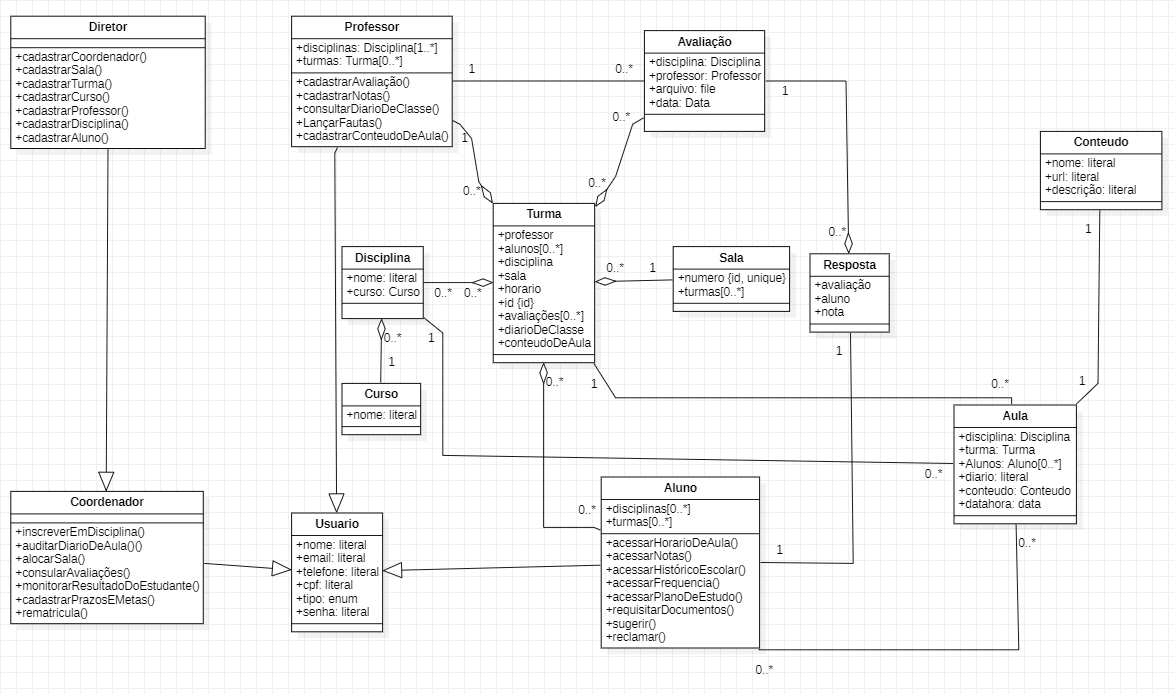 Diretor
+cadastrarCoordenador()
+cadastrarSala()
+cadastrarTurma()
+cadastrarCurso()
+cadastrarProfessor()
+cadastrarDisciplina()
+cadastrarAluno()
Professor
+disciplinas: Disciplina[1..*]
+turmas: Turma[0..*]
+cadastrarAvaliação()
+cadastrarNotas()
+consultarDiarioDeClasse()
+LançarFautas()
+cadastrarConteudoDeAula()
1
0..*
Avaliação
+disciplina: Disciplina
+professor: Professor
+arquivo: file
+data: Data
1
0..*
1
0..*
0..*
0..*
Conteudo
+nome: literal
+url: literal
+descrição: literal
1
1
Turma
+professor
+alunos[0..*]
+disciplina
+sala
+horario
+id {id}
+avaliações[0..*]
+diarioDeClasse
+conteudoDeAula
Disciplina
+nome: literal
+curso: Curso
0..*
0..*
0..*
1
1
Sala
+numero {id, unique}
+turmas[0..*]
0..*
1
Resposta
+avaliação
+aluno
+nota
1
1
Curso
+nome: literal
0..*
1
0..*
0..*
Aula
+disciplina: Disciplina
+turma: Turma
+Alunos: Aluno[0..*]
+diario: literal
+conteudo: Conteudo
+datahora: data
0..*
0..*
0..*
Coordenador
+inscreverEmDisciplina()
+auditarDiarioDeAula()()
+alocarSala()
+consularAvaliações()
+monitorarResultadoDoEstudante()
+cadastrarPrazosEMetas()
+rematricula()
Usuario
+nome: literal
+email: literal
+telefone: literal
+cpf: literal
+tipo: enum
+senha: literal
Aluno
+disciplinas[0..*]
+turmas[0..*]
+acessarHorarioDeAula()
+acessarNotas()
+acessarHistóricoEscolar()
+acessarFrequencia()
+acessarPlanoDeEstudo()
+requisitarDocumentos()
+sugerir()
+reclamar()